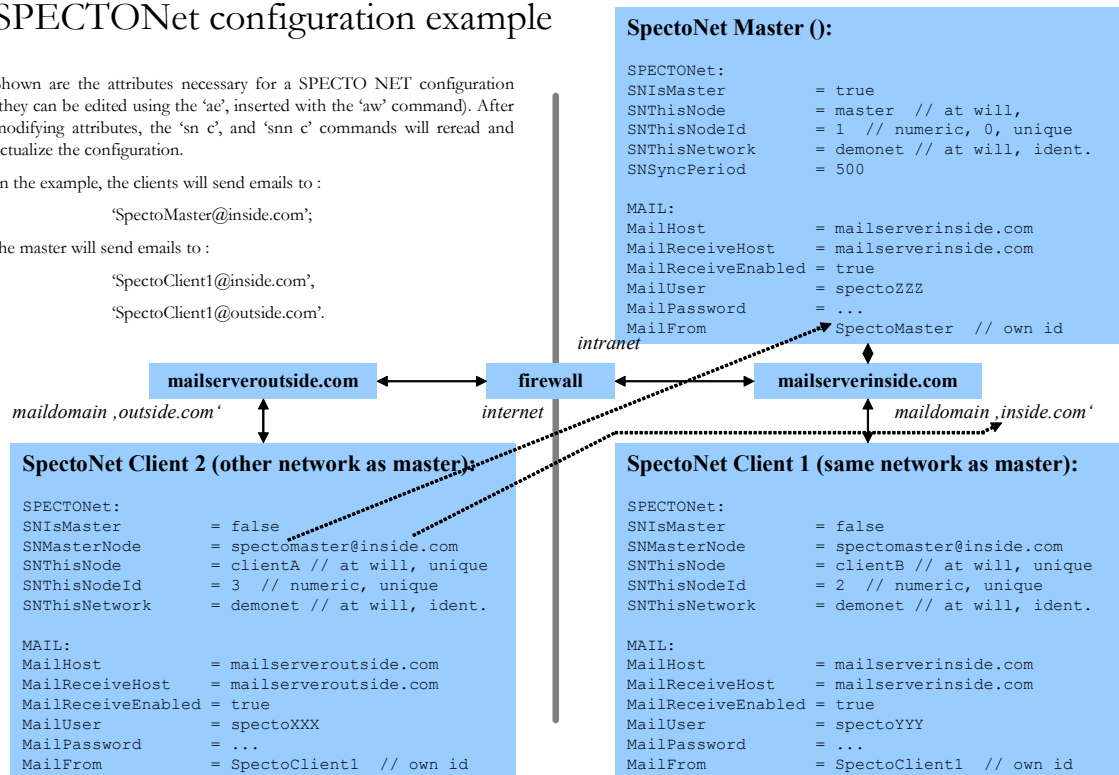 SPECTONet configuration example
Shown are the attributes necessary for a SPECTO NET configuration
they can be edited using the ‘ae’, inserted with the ‘aw’ command). After
modifying attributes, the ‘sn c’, and ‘snn c’ commands will reread and
ctualize the configuration.
n the example, the clients will send emails to :
‘SpectoMaster@inside.com’;
he master will send emails to :
‘SpectoClient1@inside.com’,
‘SpectoClient1@outside.com’.
SpectoNet Master ():
SPECTONet:
SNIsMaster = true
SNThisNode = master // at will,
SNThisNodeId = 1 // numeric, 0, unique
SNThisNetwork = demonet // at will, ident.
SNSyncPeriod = 500
MAIL:
MailHost = mailserverinside.com
MailReceiveHost = mailserverinside.com
MailReceiveEnabled = true
MailUser = spectoZZZ
MailPassword = ...
MailFrom = SpectoMaster // own id
intranet
mailserveroutside.com
firewall
mailserverinside.com
maildomain ‚outside.com‘
internet
maildomain ‚inside.com‘
SpectoNet Client 2 (other network as master):
SPECTONet:
SNIsMaster = false
SNMasterNode = spectomaster@inside.com
SNThisNode = clientA // at will, unique
SNThisNodeId = 3 // numeric, unique
SNThisNetwork = demonet // at will, ident.
MAIL:
MailHost = mailserveroutside.com
MailReceiveHost = mailserveroutside.com
MailReceiveEnabled = true
MailUser = spectoXXX
MailPassword = ...
MailFrom = SpectoClient1 // own id
SpectoNet Client 1 (same network as master):
SPECTONet:
SNIsMaster = false
SNMasterNode = spectomaster@inside.com
SNThisNode = clientB // at will, unique
SNThisNodeId = 2 // numeric, unique
SNThisNetwork = demonet // at will, ident.
MAIL:
MailHost = mailserverinside.com
MailReceiveHost = mailserverinside.com
MailReceiveEnabled = true
MailUser = spectoYYY
MailPassword = ...
MailFrom = SpectoClient1 // own id